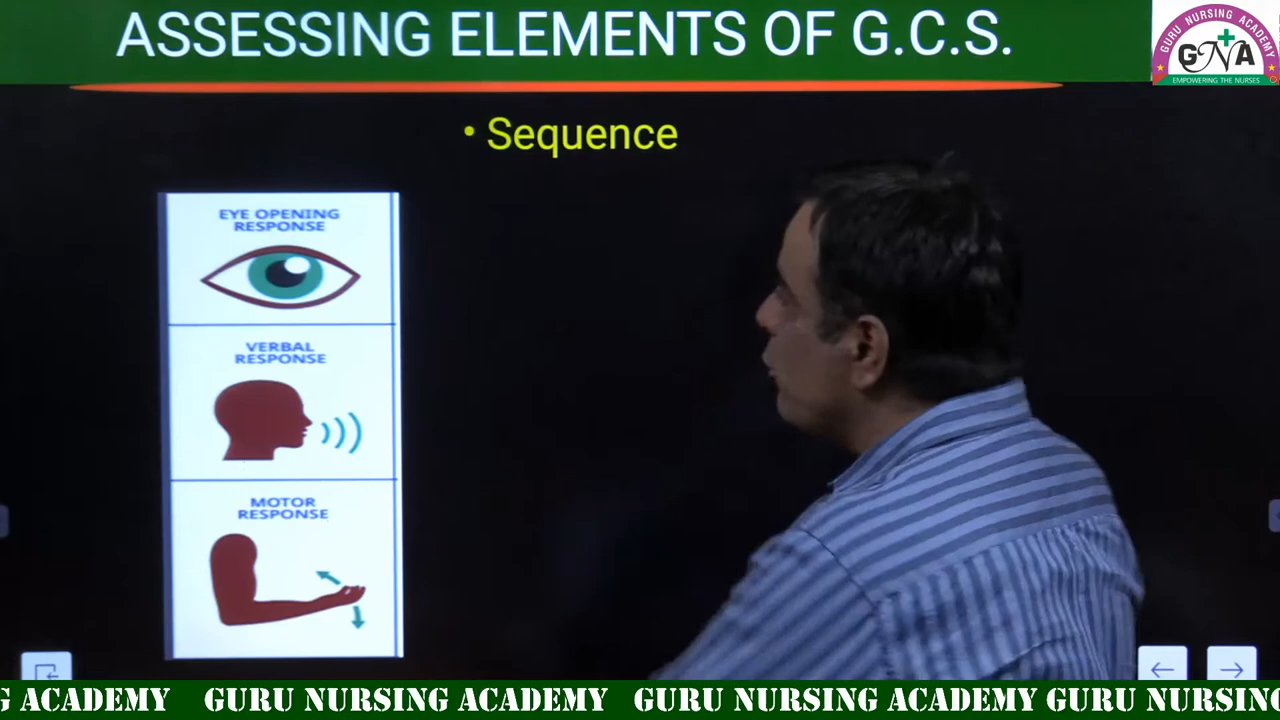 ASSESSING ELEMENTS OF G.C.S.
GURU NURSING ACADEMY
GNA
EMPOWERING THE NURSES
• Sequence
EYE OPENING
RESPONSE
VERBAL
RESPONSE
MOTOR
RESPONSE
G ACADEMY GURU NURSING ACADEMY GURU NURSING ACADEMY GURU NURSING